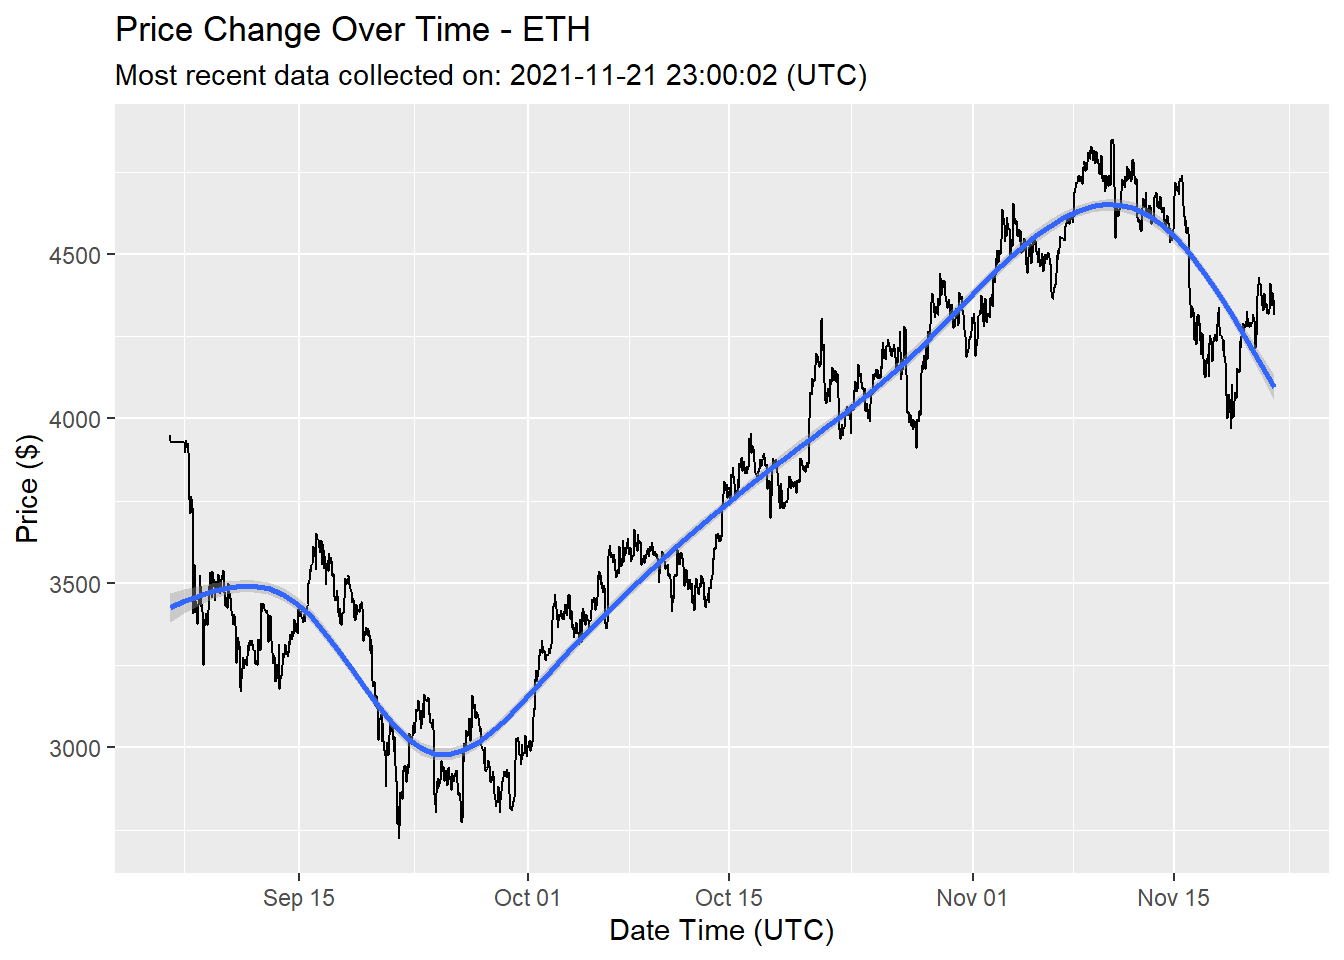 Price Change Over Time - ETH
Most recent data collected on: 2021-11-21 23:00:02 (UTC)
Price ($)
4500
4000
3500
3000
Sep 15 Oct 01 Oct 15 Nov 01 Nov 15
Date Time (UTC)